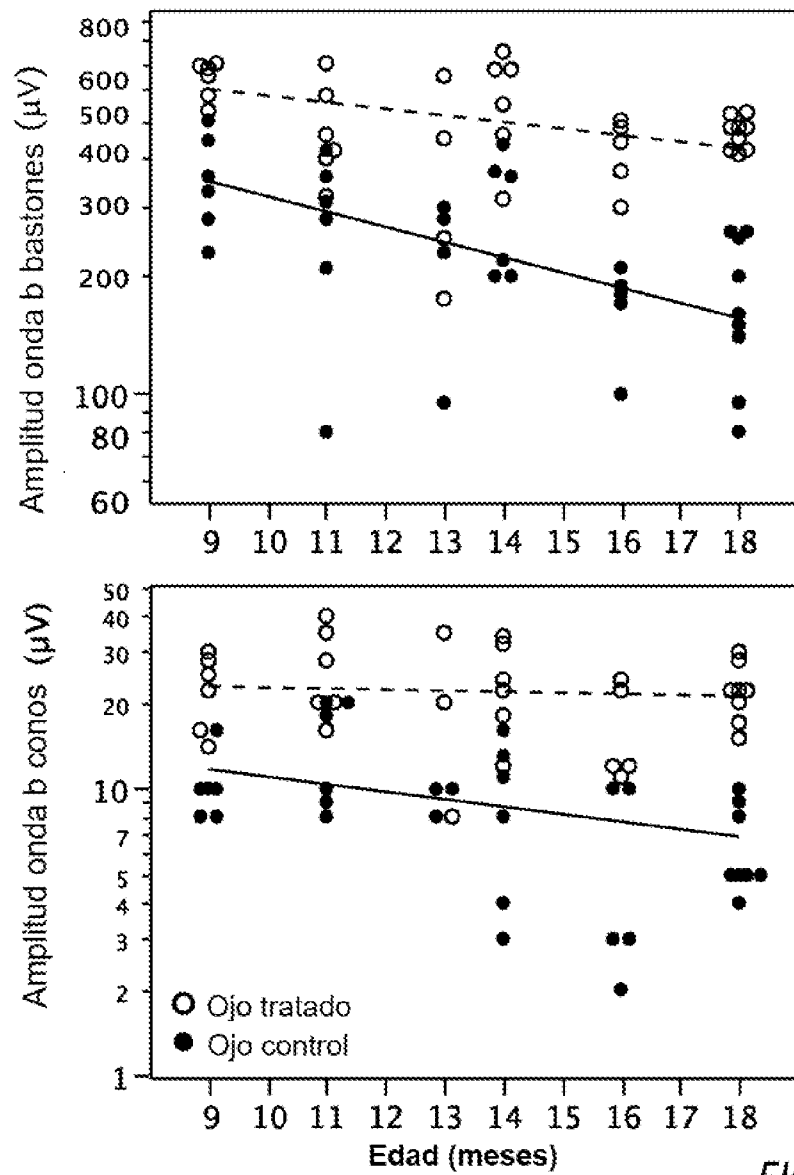 Amplitud onda b bastones (µV)
800
600
500
400
300
200
100
80
60
9 10 11 12 13 14 15 16 17 18
Amplitud onda b conos (µV)
50
40
30
20
10
7
5
4
3
2
1
Ojo tratado
Ojo control
9 10 11 12 13 14 15 16 17 18
Edad (meses)